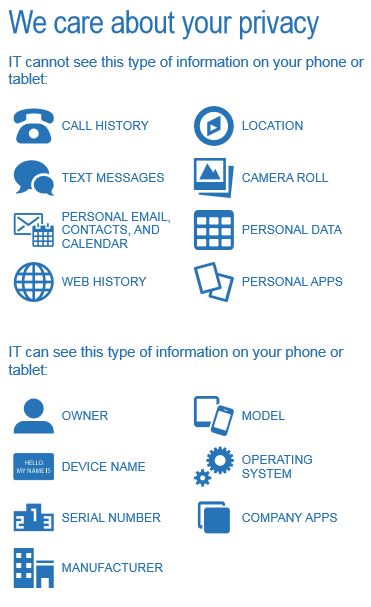 We care about your privacy
IT cannot see this type of information on your phone or
tablet:
CALL HISTORY
LOCATION
TEXT MESSAGES
CAMERA ROLL
PERSONAL EMAIL,
CONTACTS, AND
CALENDAR
PERSONAL DATA
WEB HISTORY
PERSONAL APPS
IT can see this type of information on your phone or
tablet:
OWNER
MODEL
HELLO,
MY NAME IS
DEVICE NAME
OPERATING
SYSTEM
1
2
3
SERIAL NUMBER
COMPANY APPS
MANUFACTURER